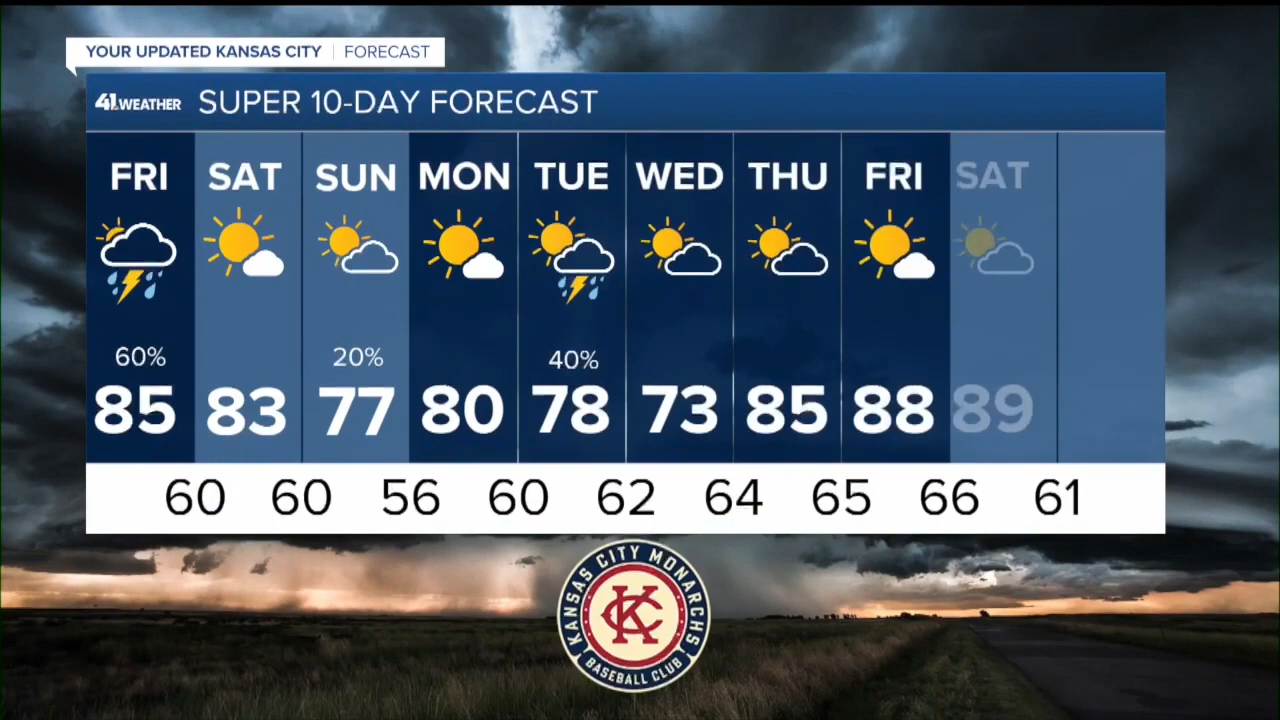 YOUR UPDATED KANSAS CITY | FORECAST
41 WEATHER SUPER 10-DAY FORECAST
FRI SAT SUN MON TUE WED THU FRI SAT
60% 20% 40%
85 83 77 80 78 73 85 88 89
60 60 56 60 62 64 65 66 61
KANSAS CITY MONARCHS
KC
BASEBALL CLUB